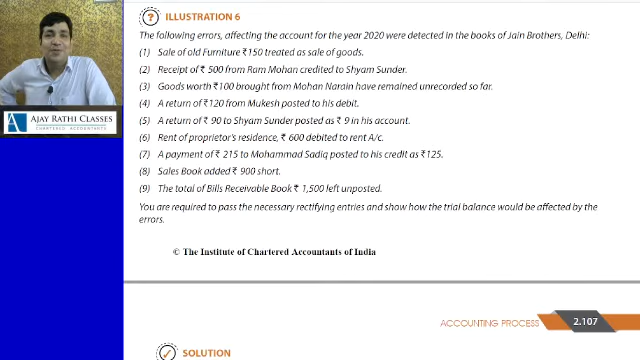 ILLUSTRATION 6
The following errors, affecting the account for the year 2020 were detected in the books of Jain Brothers, Delhi:
(1) Sale of old Furniture ₹ 150 treated as sale of goods.
(2) Receipt of ₹ 500 from Ram Mohan credited to Shyam Sunder.
(3) Goods worth ₹ 100 brought from Mohan Narain have remained unrecorded so far.
(4) A return of ₹ 120 from Mukesh posted to his debit.
(5) A return of ₹ 90 to Shyam Sunder posted as ₹ 9 in his account.
(6) Rent of proprietor's residence, ₹ 600 debited to rent A/c.
(7) A payment of ₹ 215 to Mohammad Sadiq posted to his credit as ₹ 125.
(8) Sales Book added ₹ 900 short.
(9) The total of Bills Receivable Book ₹ 1,500 left unposted.
You are required to pass the necessary rectifying entries and show how the trial balance would be affected by the
errors.
© The Institute of Chartered Accountants of India
ACCOUNTING PROCESS 2.107
SOLUTION
A AJAY RATHI CLASSES
CHARTERED ACCOUNTANTS